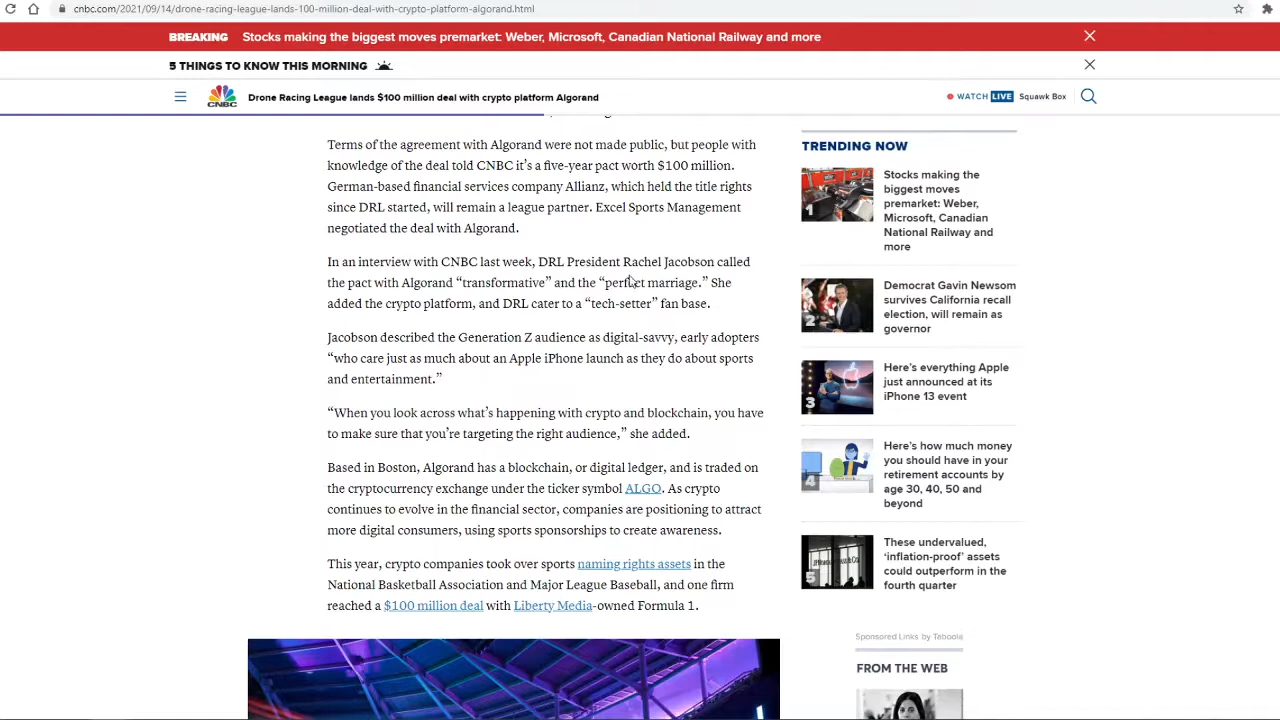 cnbc.com/2021/09/14/drone-racing-league-lands-100-million-deal-with-crypto-platform-algorand.html
BREAKING Stocks making the biggest moves premarket: Weber, Microsoft, Canadian National Railway and more
5 THINGS TO KNOW THIS MORNING
CNBC
Drone Racing League lands $100 million deal with crypto platform Algorand
WATCH LIVE Squawk Box
Terms of the agreement with Algorand were not made public, but people with
knowledge of the deal told CNBC it’s a five-year pact worth $100 million.
German-based financial services company Allianz, which held the title rights
since DRL started, will remain a league partner. Excel Sports Management
negotiated the deal with Algorand.
In an interview with CNBC last week, DRL President Rachel Jacobson called
the pact with Algorand “transformative” and the “perfect marriage.” She
added the crypto platform, and DRL cater to a “tech-setter” fan base.
Jacobson described the Generation Z audience as digital-savvy, early adopters
“who care just as much about an Apple iPhone launch as they do about sports
and entertainment.”
“When you look across what’s happening with crypto and blockchain, you have
to make sure that you’re targeting the right audience,” she added.
Based in Boston, Algorand has a blockchain, or digital ledger, and is traded on
the cryptocurrency exchange under the ticker symbol ALGO. As crypto
continues to evolve in the financial sector, companies are positioning to attract
more digital consumers, using sports sponsorships to create awareness.
This year, crypto companies took over sports naming rights assets in the
National Basketball Association and Major League Baseball, and one firm
reached a $100 million deal with Liberty Media-owned Formula 1.
TRENDING NOW
1
Stocks making the
biggest moves
premarket: Weber,
Microsoft, Canadian
National Railway and
more
2
Democrat Gavin Newsom
survives California recall
election, will remain as
governor
3
Here’s everything Apple
just announced at its
iPhone 13 event
4
Here’s how much money
you should have in your
retirement accounts by
age 30, 40, 50 and
beyond
5
These undervalued,
‘inflation-proof’ assets
could outperform in the
fourth quarter
Sponsored Links by Taboola
FROM THE WEB